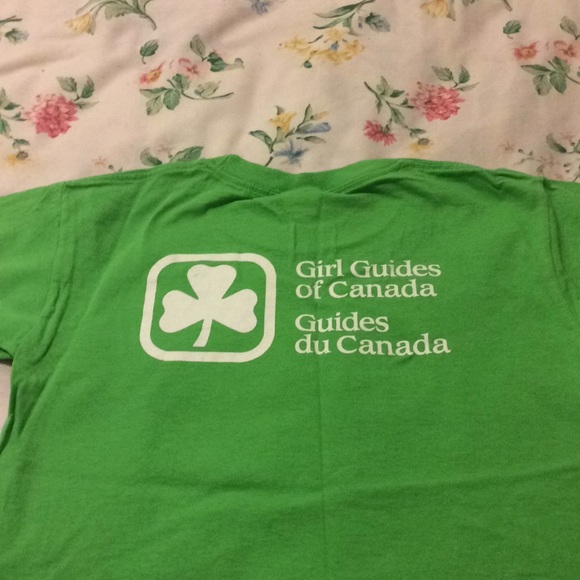 Girl Guides
of Canada
Guides
du Canada